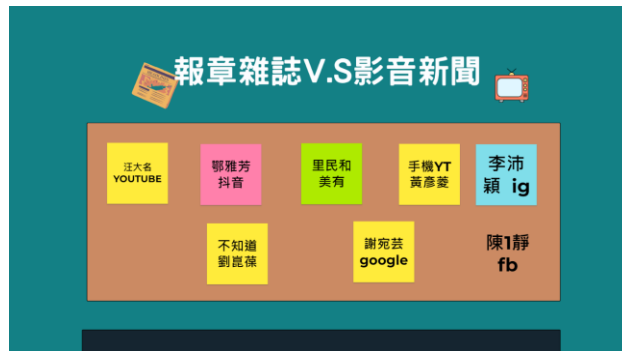 報章雜誌V.S影音新聞
汪大名
YOUTUBE
鄂雅芳
抖音
里民和
美有
手機YT
黃彥菱
李沛
穎 ig
不知道
劉崑葆
謝宛芸
google
陳1靜
fb